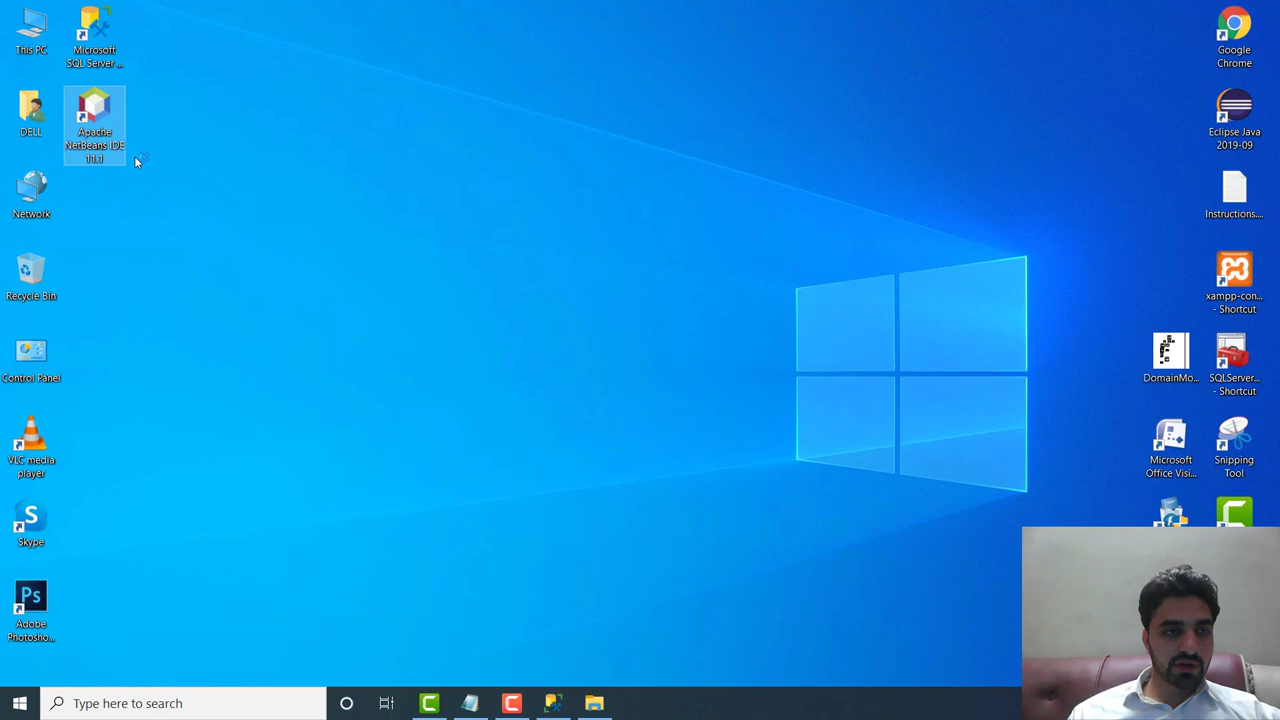 This PC
Microsoft
SQL Server ...
DELL
Apache
NetBeans IDE
11.1
Network
Recycle Bin
Control Panel
VLC media
player
Skype
Ps
Adobe
Photosho...
Google
Chrome
Eclipse Java
2019-09
Instructions....
xampp-con...
- Shortcut
DomainMo...
SQLServer...
- Shortcut
Microsoft
Office Visi...
Snipping
Tool
Type here to search